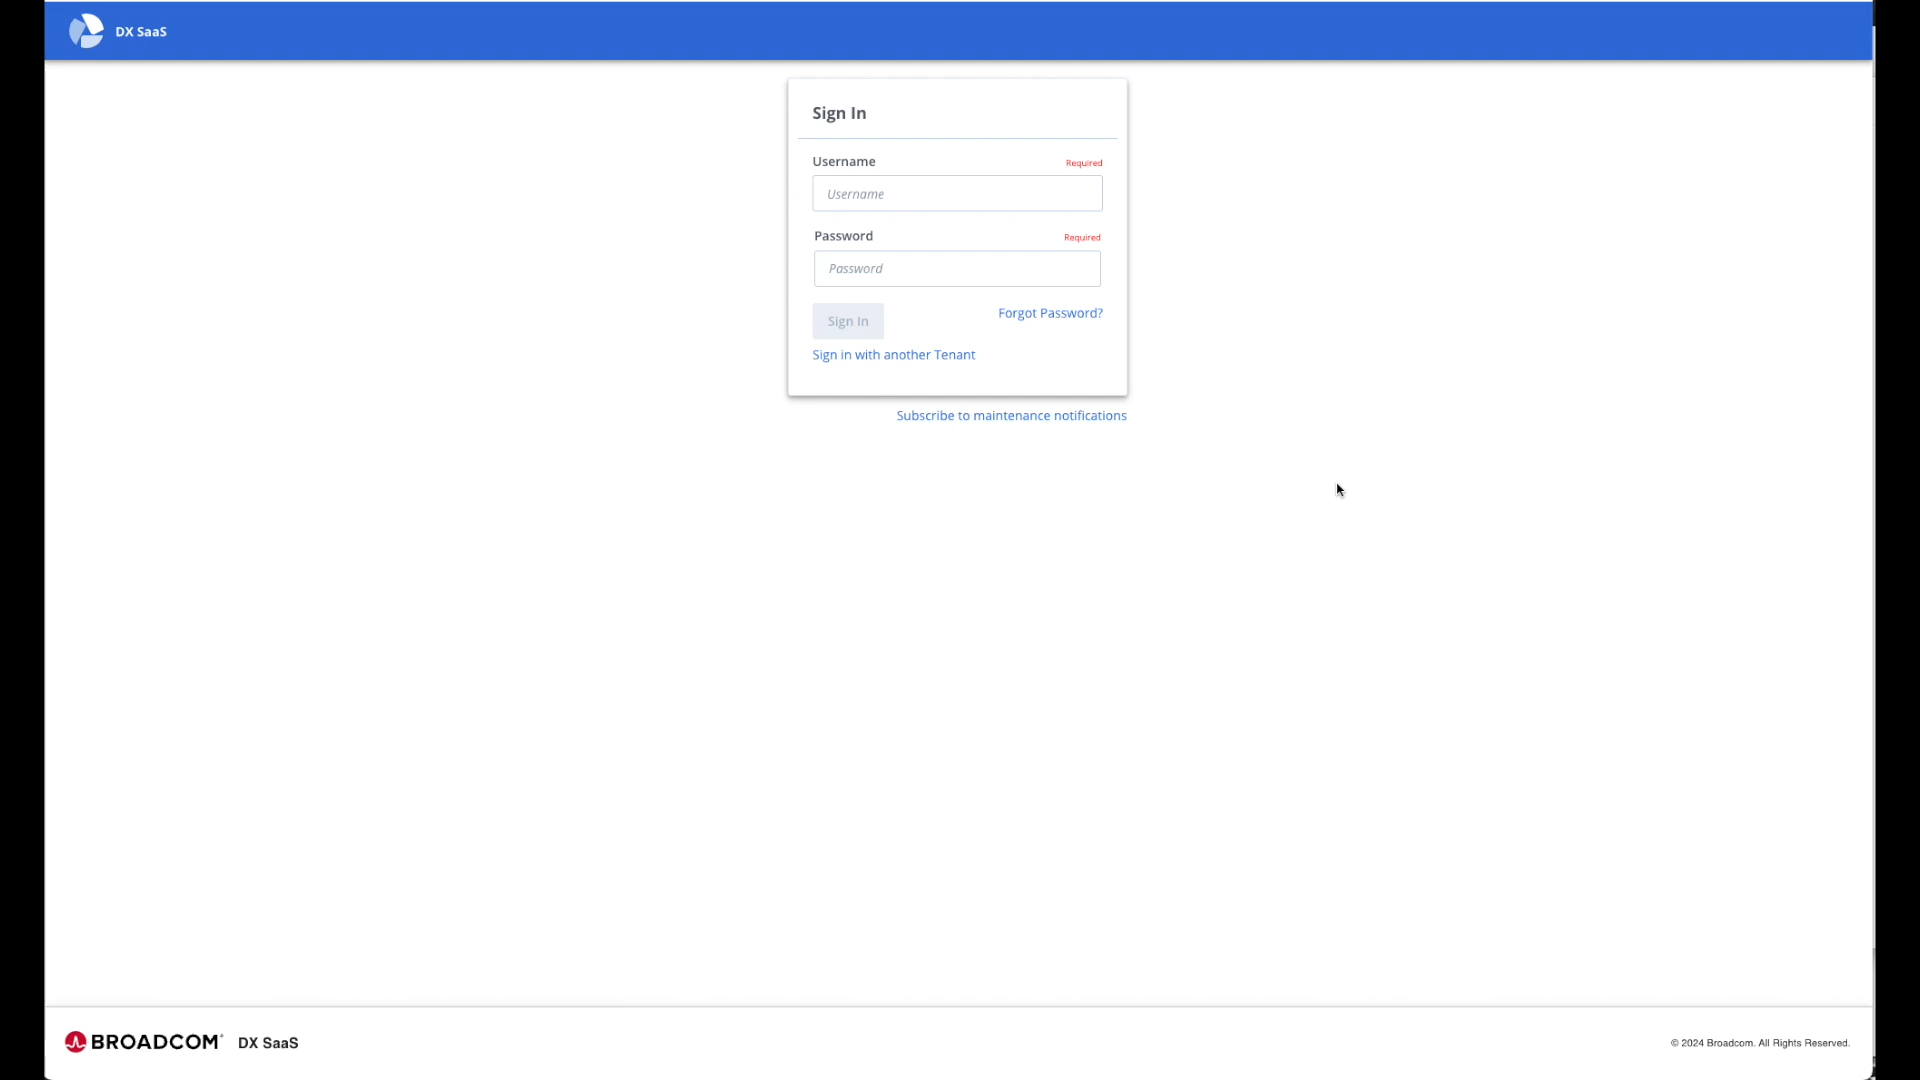 DX SaaS
Sign In
Username Required
Username
Password Required
Password
Sign In Forgot Password?
Sign in with another Tenant
Subscribe to maintenance notifications
BROADCOM® DX SaaS © 2024 Broadcom. All Rights Reserved.